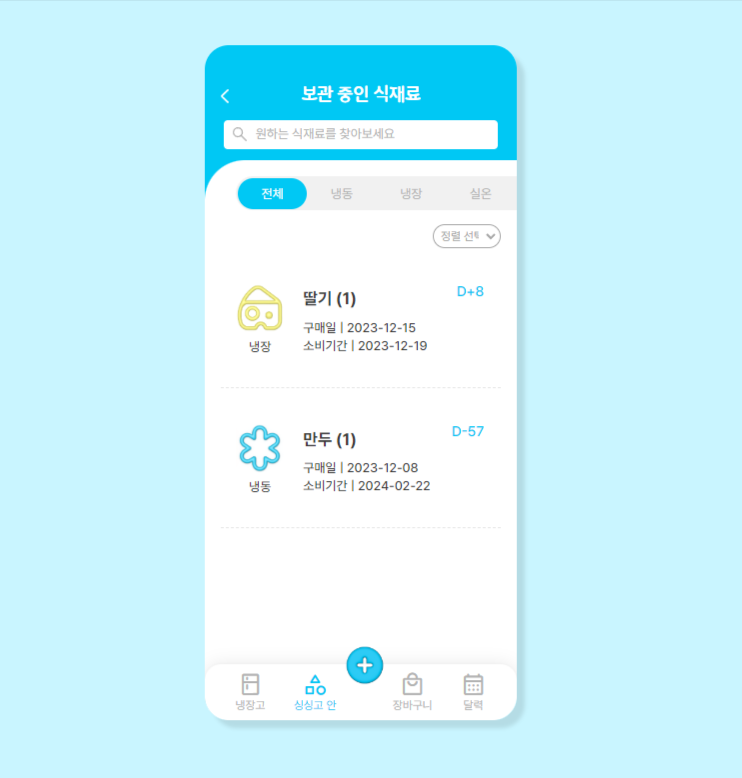 보관 중인 식재료
원하는 식재료를 찾아보세요
전체 냉동 냉장 실온
정렬 선
딸기 (1)
D+8
구매일 | 2023-12-15
소비기간 | 2023-12-19
냉장
만두 (1)
D-57
구매일 | 2023-12-08
소비기간 | 2024-02-22
냉동
냉장고 싱싱고 안 장바구니 달력